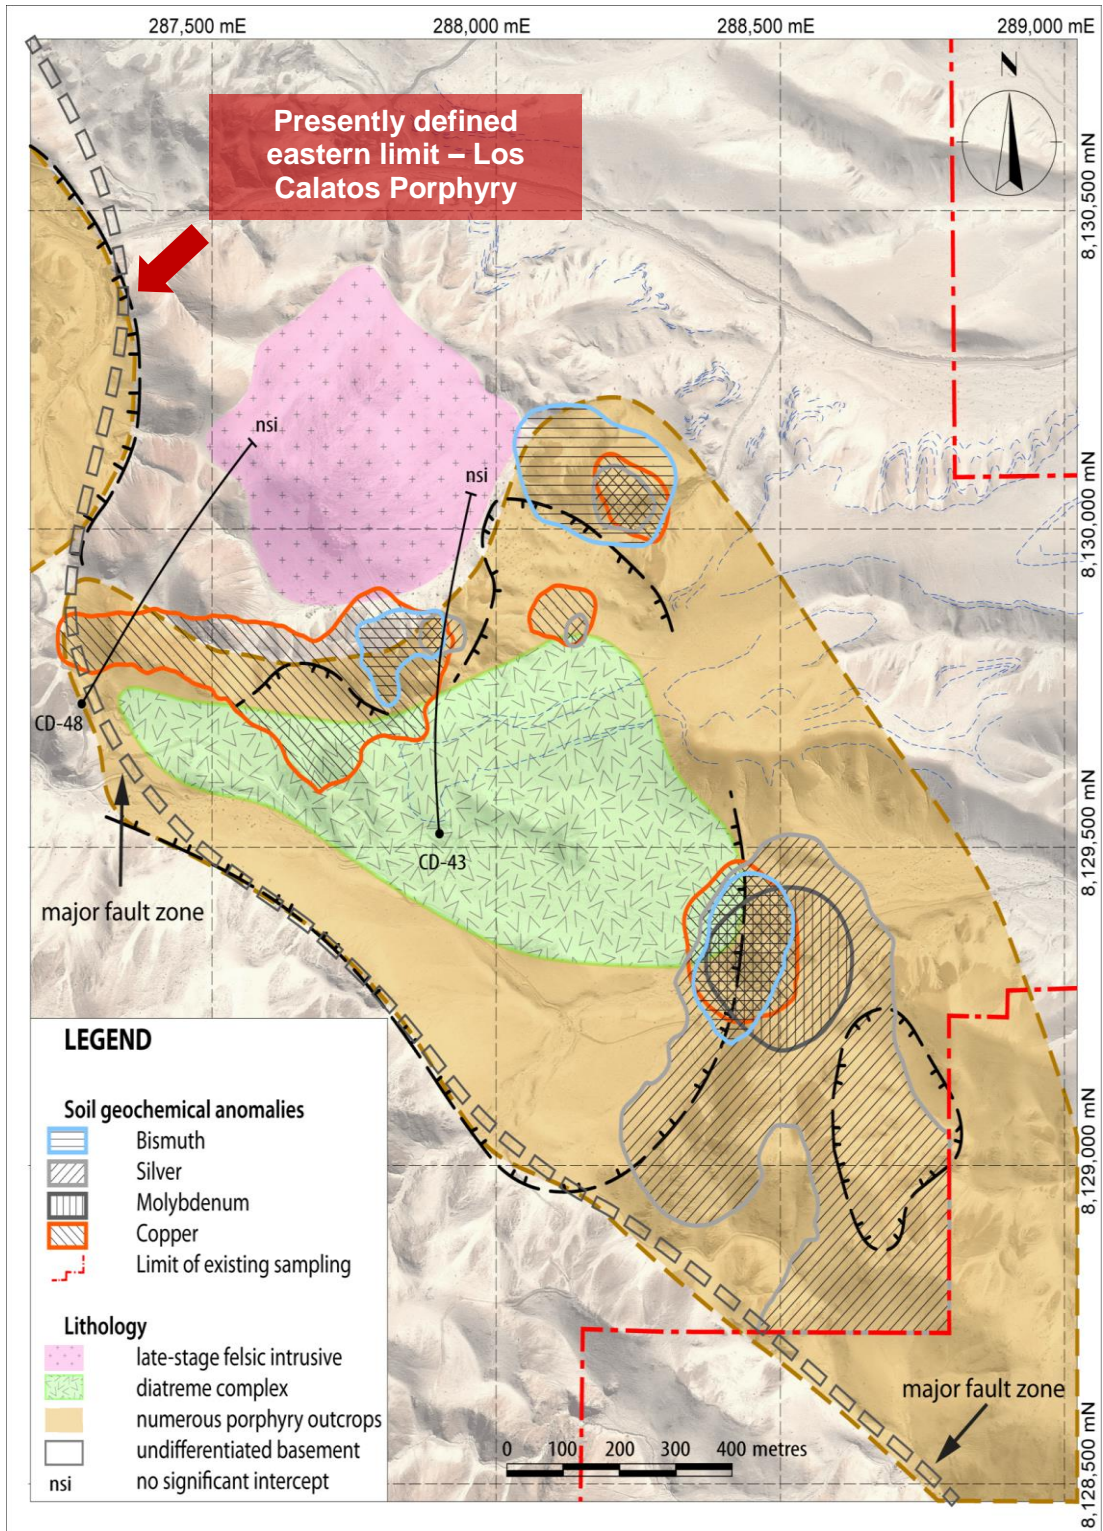 287,500 mE
288,000 mE
288,500 mE
289,000 mE
N
Presently defined
eastern limit – Los
Calatos Porphyry
8,130,500 mN
nsi
nsi
8,130,000 mN
CD-48
CD-43
8,129,500 mN
major fault zone
LEGEND
Soil geochemical anomalies
Bismuth
Silver
Molybdenum
Copper
Limit of existing sampling
8,129,000 mN
Lithology
late-stage felsic intrusive
diatreme complex
numerous porphyry outcrops
undifferentiated basement
nsi no significant intercept
major fault zone
0 100 200 300 400 metres
8,128,500 mN